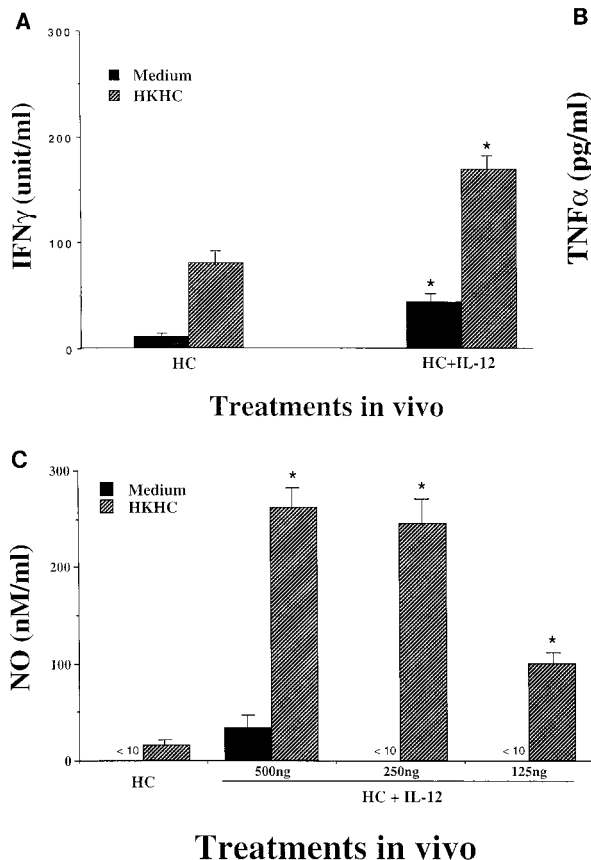 A
B
300
Medium
HKHC
200
100
0
IFNγ (unit/ml)
TNFα (pg/ml)
*
*
HC
HC+IL-12
Treatments in vivo
C
300
Medium
HKHC
200
100
0
NO (nM/ml)
*
*
*
< 10
< 10
< 10
HC
500ng
250ng
125ng
HC + IL-12
Treatments in vivo